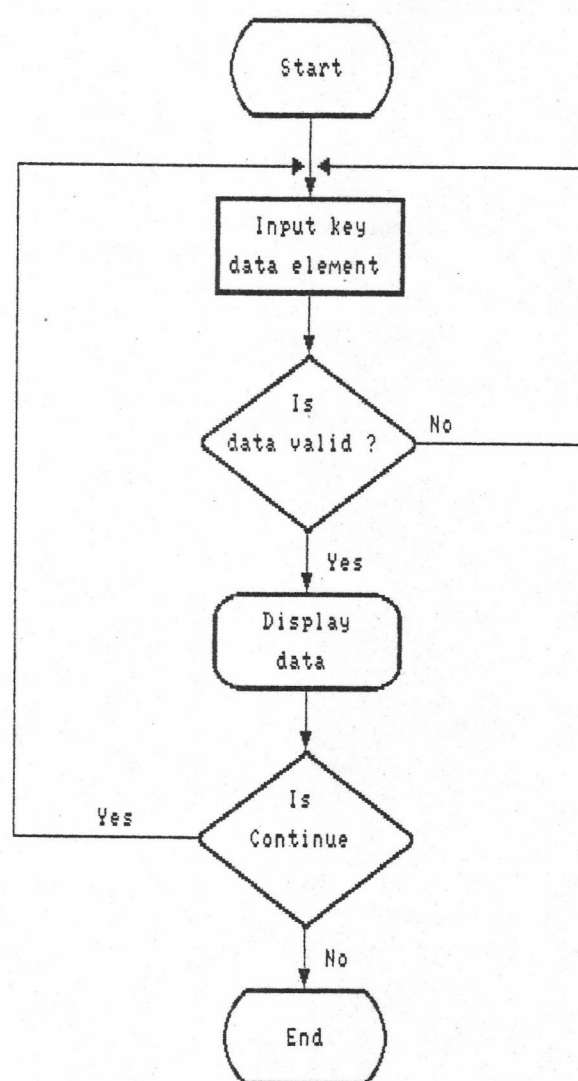 Start
Input key
data element
Is
data valid ?
No
Yes
Display
data
Is
Continue
Yes
No
End